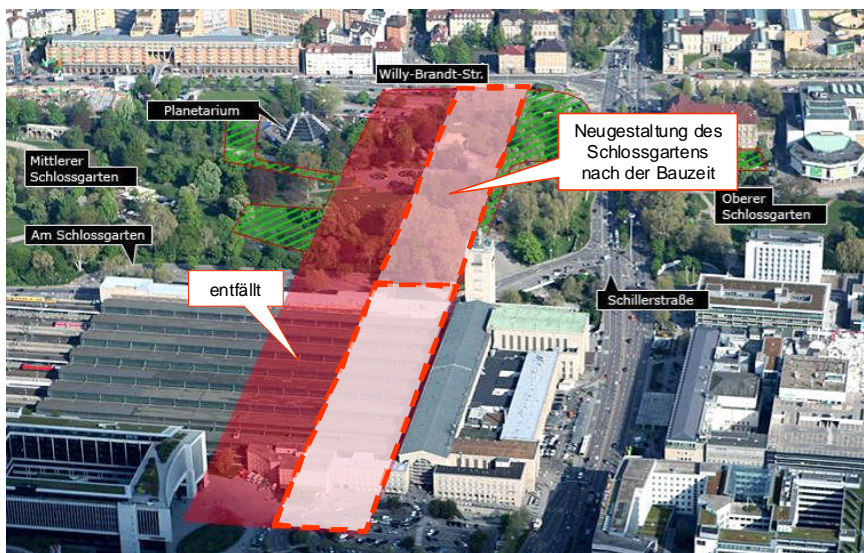 Willy-Brandt-Str.
Planetarium
Neugestaltung des
Schlossgartens
nach der Bauzeit
Mittlerer
Schlossgarten
Oberer
Schlossgarten
Am Schlossgarten
entfällt
Schillerstraße